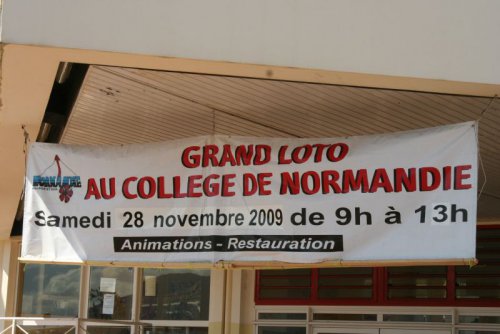 GRAND LOTO
AU COLLEGE DE NORMANDIE
Samedi 28 novembre 2009 de 9h à 13h
Animations - Restauration